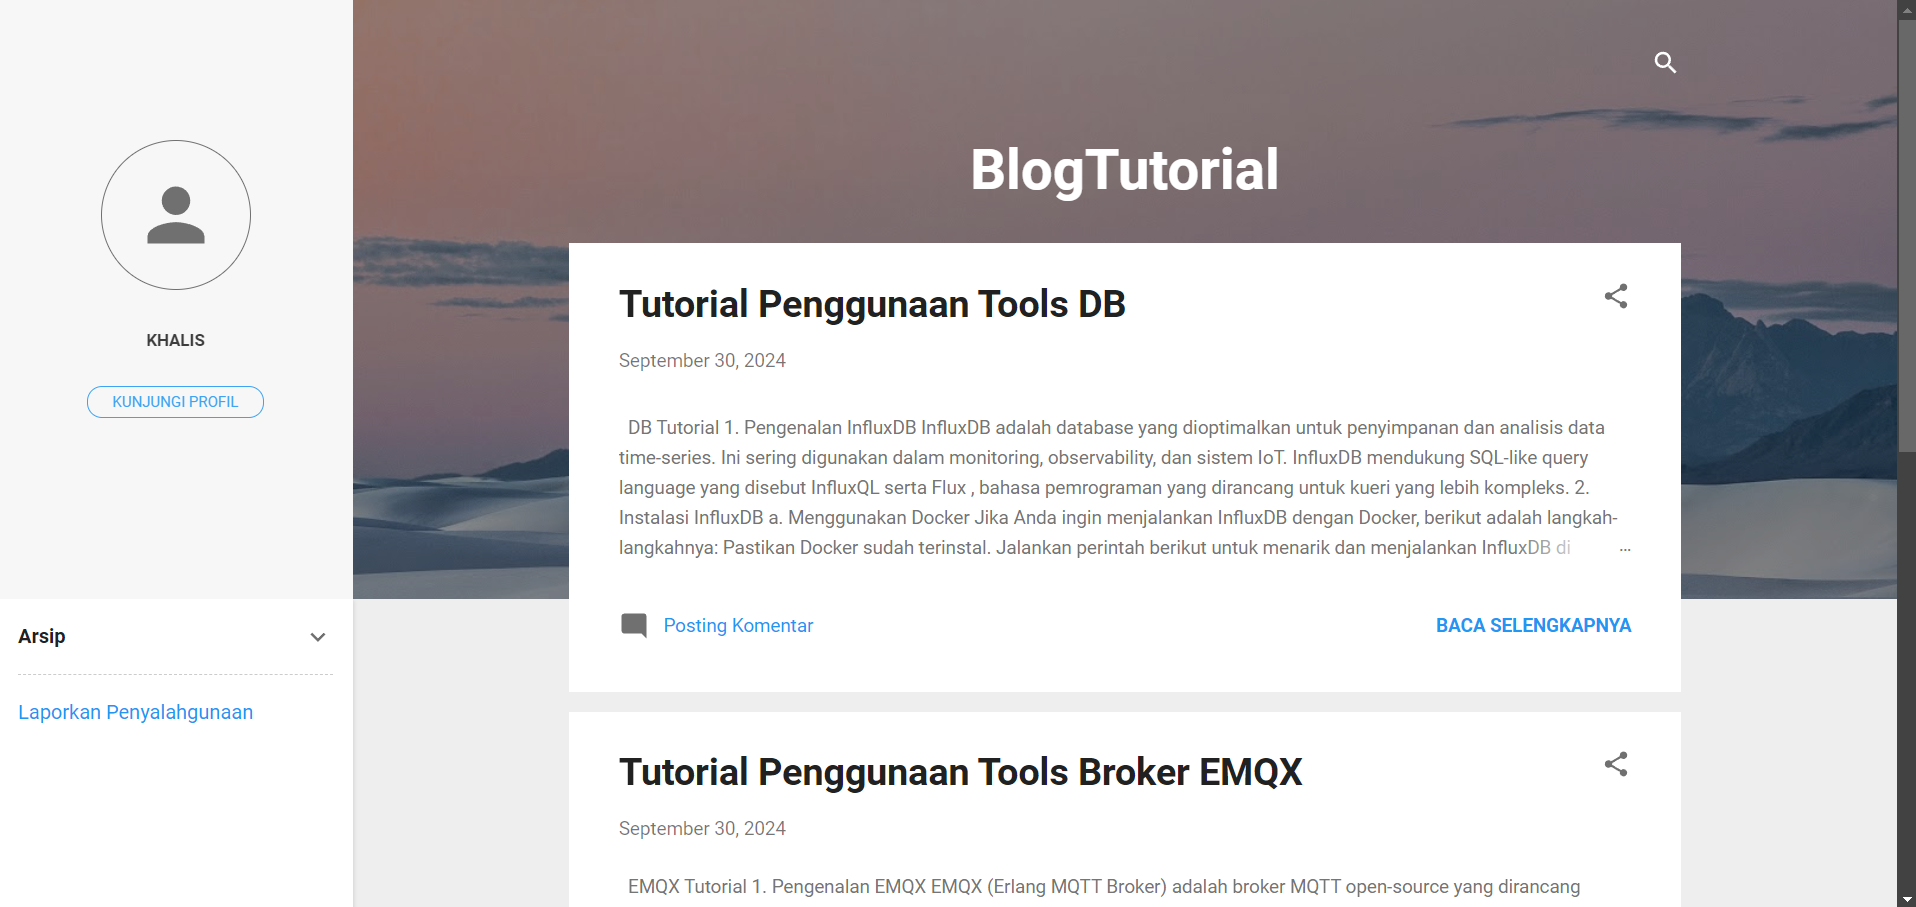 BlogTutorial
KHALIS
KUNJUNGI PROFIL
Arsip
Laporkan Penyalahgunaan
Tutorial Penggunaan Tools DB
September 30, 2024
DB Tutorial 1. Pengenalan InfluxDB InfluxDB adalah database yang dioptimalkan untuk penyimpanan dan analisis data
time-series. Ini sering digunakan dalam monitoring, observability, dan sistem IoT. InfluxDB mendukung SQL-like query
language yang disebut InfluxQL serta Flux , bahasa pemrograman yang dirancang untuk kueri yang lebih kompleks. 2.
Instalasi InfluxDB a. Menggunakan Docker Jika Anda ingin menjalankan InfluxDB dengan Docker, berikut adalah langkah-
langkahnya: Pastikan Docker sudah terinstal. Jalankan perintah berikut untuk menarik dan menjalankan InfluxDB di ...
Posting Komentar
BACA SELENGKAPNYA
Tutorial Penggunaan Tools Broker EMQX
September 30, 2024
EMQX Tutorial 1. Pengenalan EMQX EMQX (Erlang MQTT Broker) adalah broker MQTT open-source yang dirancang